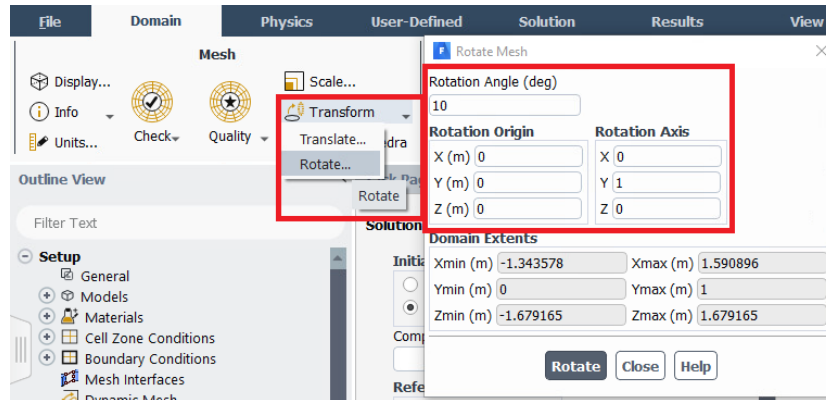 File Domain Physics User-Defined Solution Results View
Mesh
Display...
Info
Units...
Check
Quality
Scale...
Transform
Translate...
Rotate...
Rotate
Outline View
Filter Text
Setup
General
Models
Materials
Cell Zone Conditions
Boundary Conditions
Mesh Interfaces
Dynamic Mesh
Solution
Rotate Mesh
Rotation Angle (deg)
10
Rotation Origin Rotation Axis
X (m) 0 X 0
Y (m) 0 Y 1
Z (m) 0 Z 0
Domain Extents
Xmin (m) -1.343578 Xmax (m) 1.590896
Ymin (m) 0 Ymax (m) 1
Zmin (m) -1.679165 Zmax (m) 1.679165
Rotate Close Help